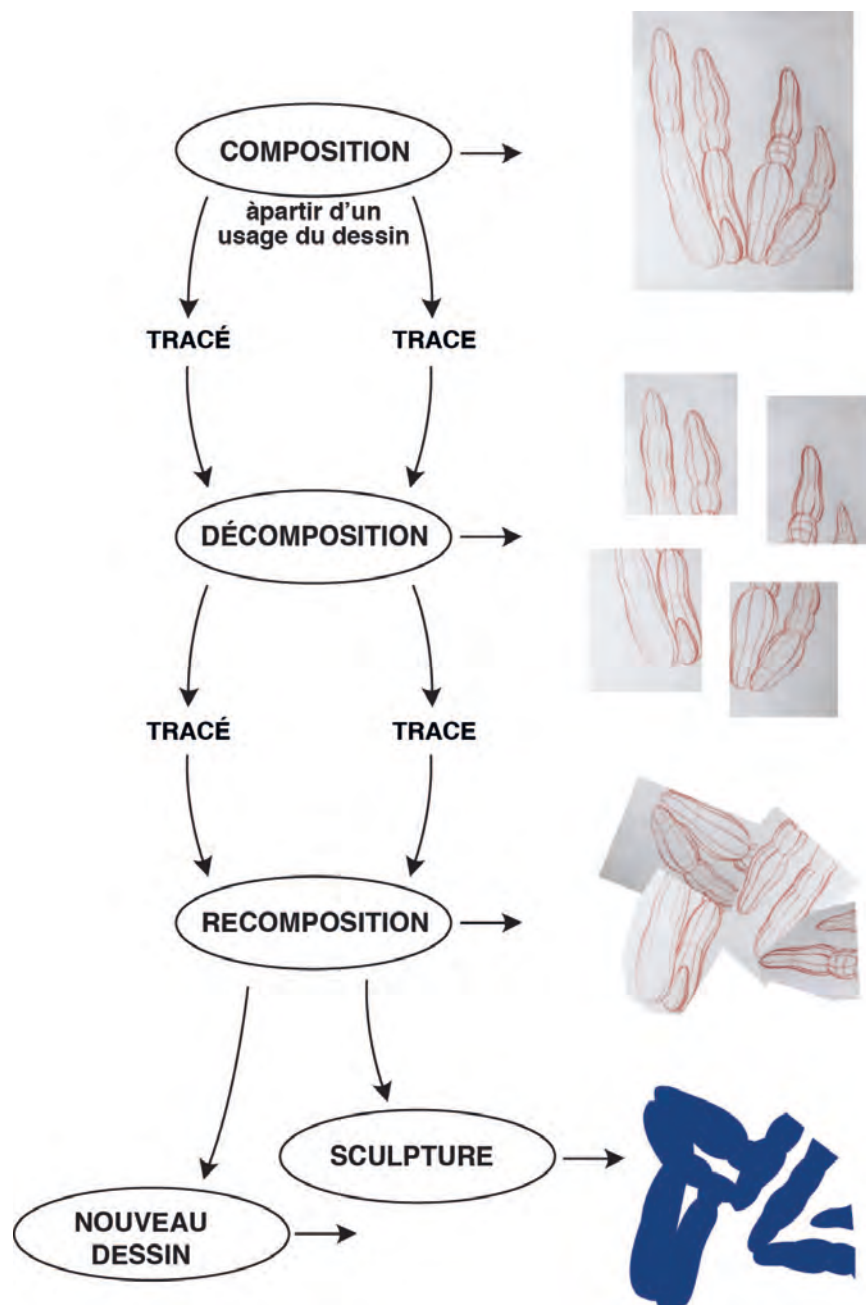 COMPOSITION
àpartir d'un
usage du dessin
TRACÉ
TRACE
DÉCOMPOSITION
TRACÉ
TRACE
RECOMPOSITION
SCULPTURE
NOUVEAU
DESSIN